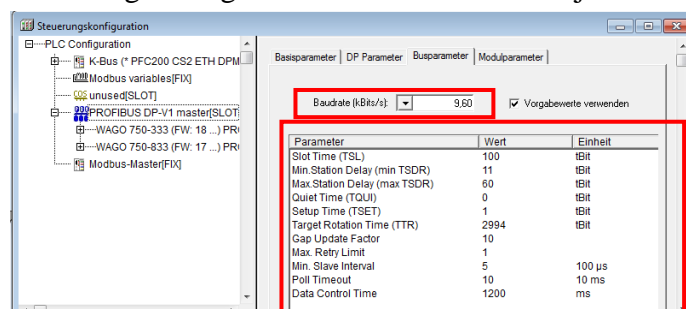 Steuerungskonfiguration
PLC Configuration
K-Bus (* PFC200 CS2 ETH DPM
Modbus variables[FIX]
unused[SLOT]
PROFIBUS DP-V1 master[SLOT
WAGO 750-333 (FW: 18 ...) PR
WAGO 750-833 (FW: 17 ...) PR
Modbus-Master[FIX]
Basisparameter DP Parameter Busparameter Modulparameter
Baudrate (kBits/s): 9,60 Vorgabewerte verwenden
Parameter Wert Einheit
Slot Time (TSL) 100 tBit
Min.Station Delay (min TSDR) 11 tBit
Max.Station Delay (max TSDR) 60 tBit
Quiet Time (TQUI) 0 tBit
Setup Time (TSET) 1 tBit
Target Rotation Time (TTR) 2994 tBit
Gap Update Factor 10
Max. Retry Limit 1
Min. Slave Interval 5 100 µs
Poll Timeout 10 10 ms
Data Control Time 1200 ms